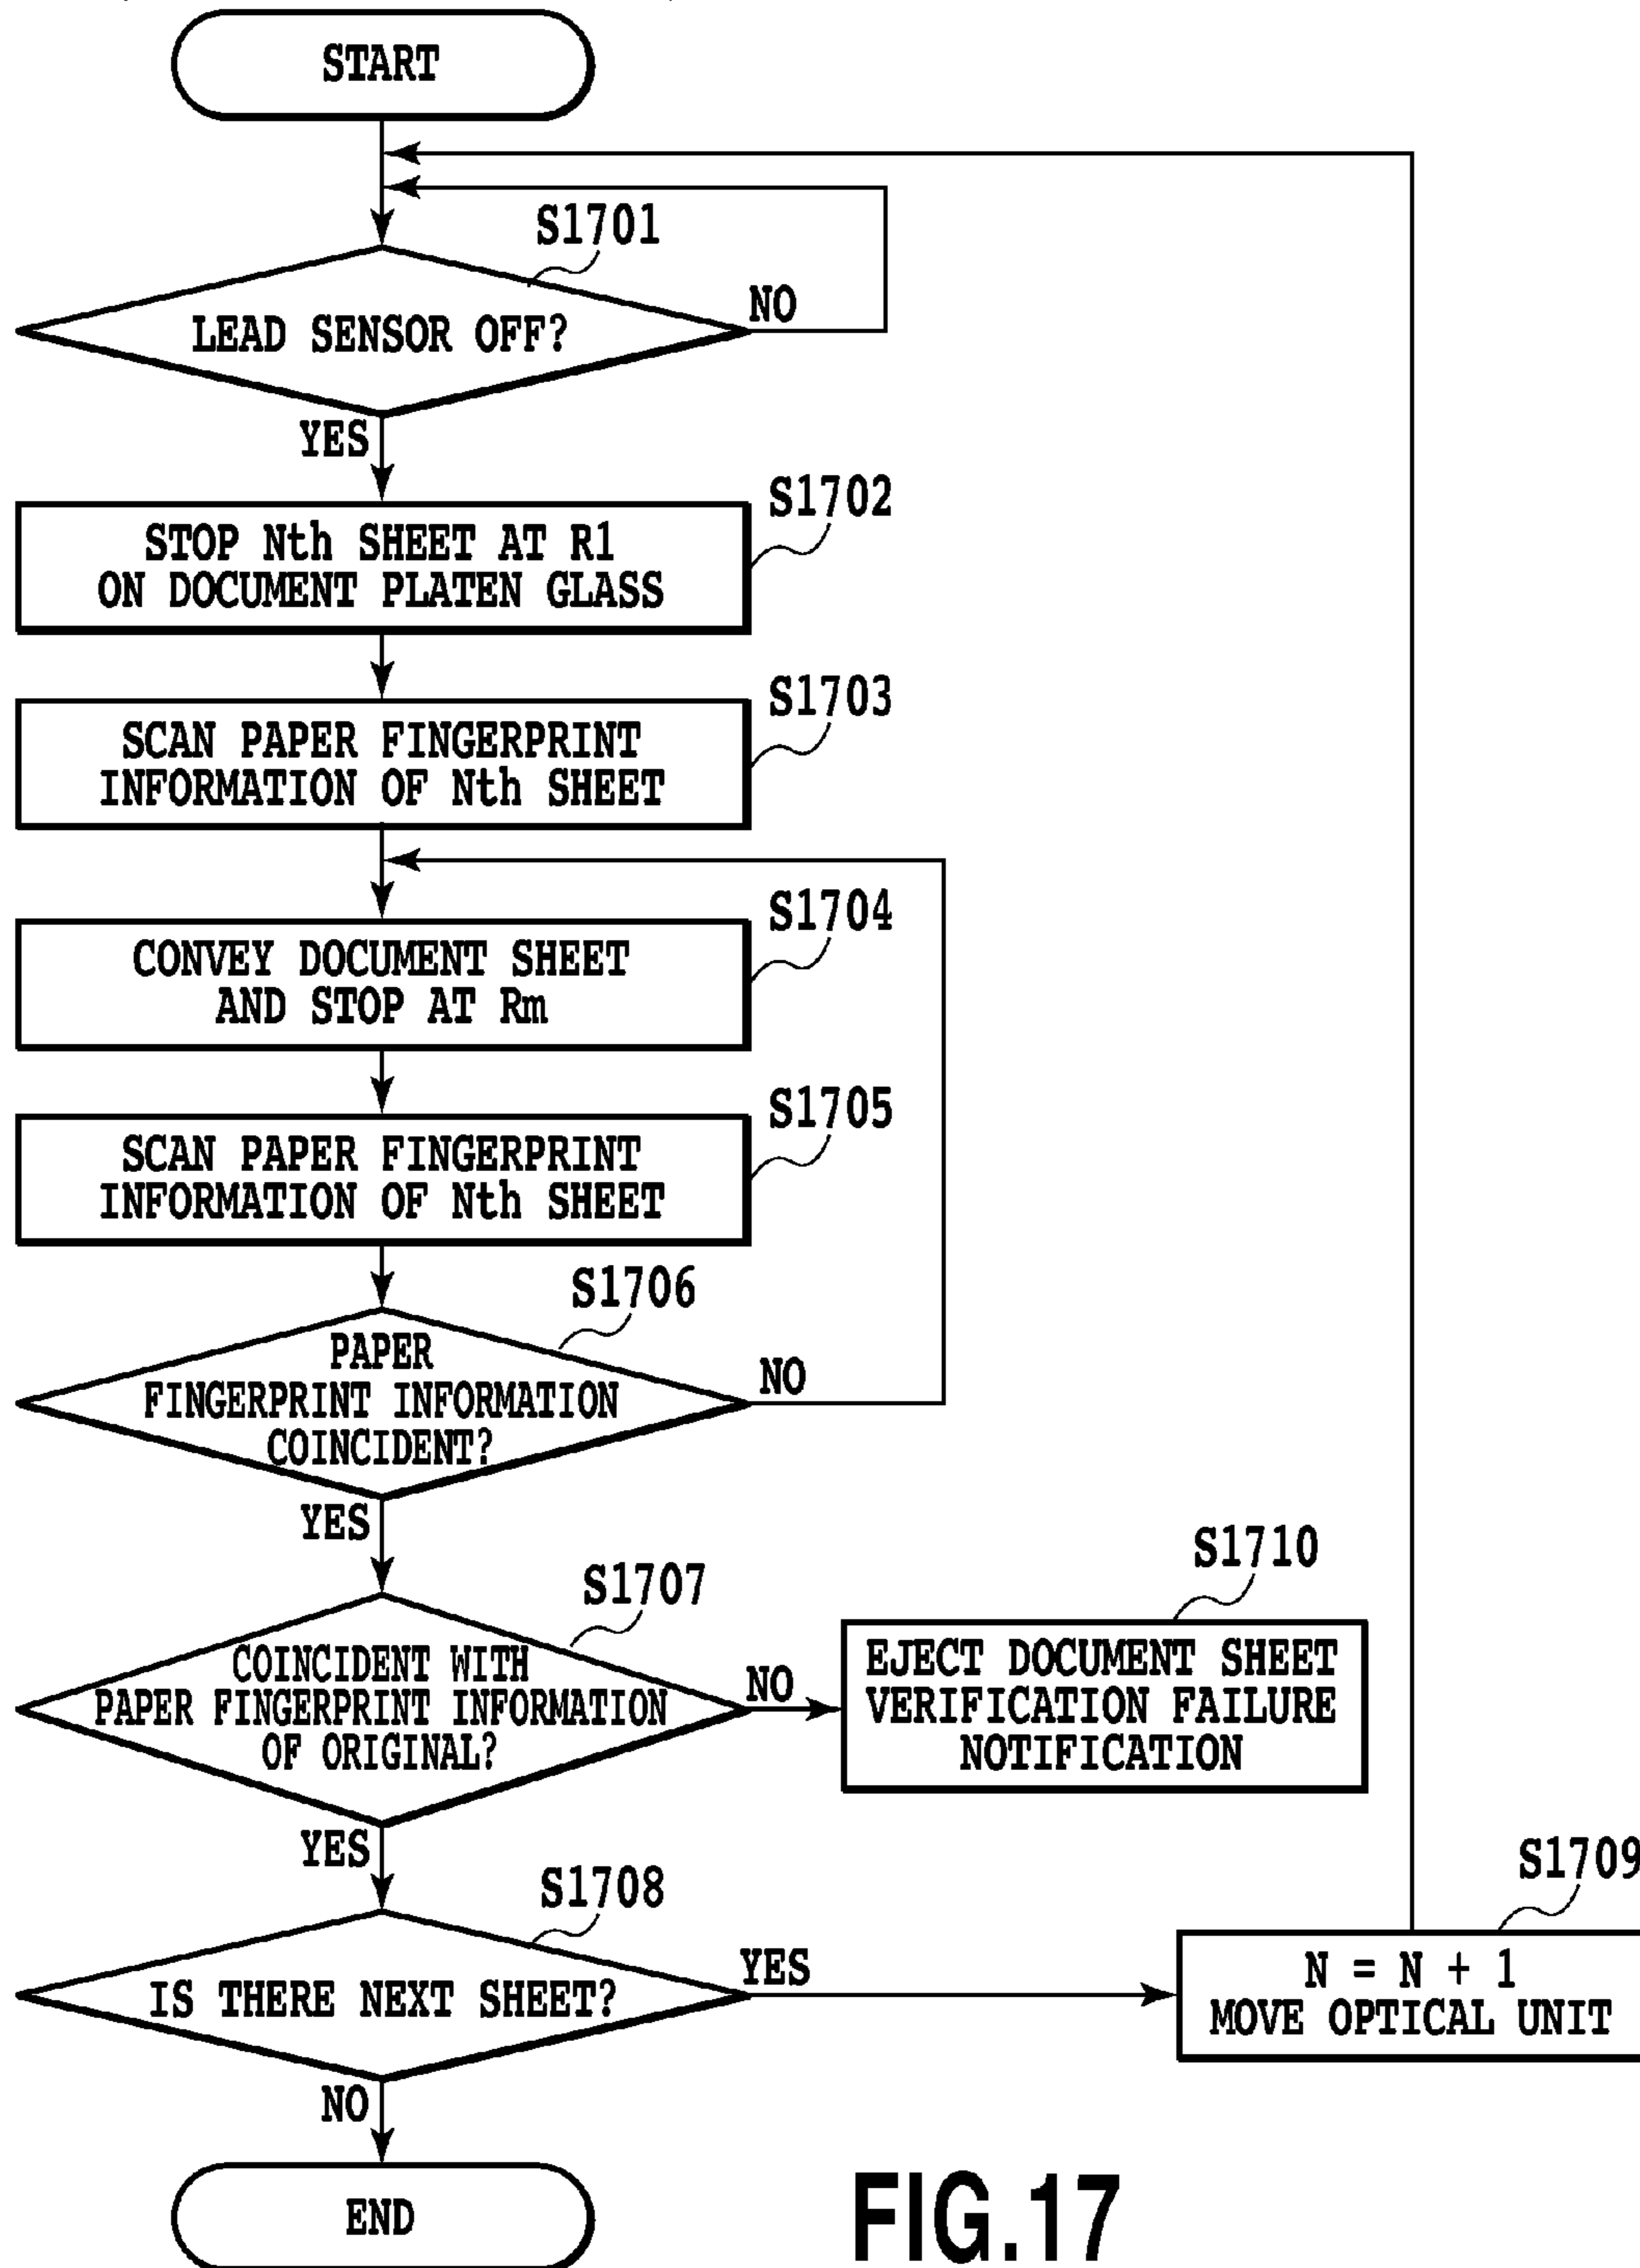 START
S1701
LEAD SENSOR OFF?
NO
YES
S1702
STOP Nth SHEET AT R1
ON DOCUMENT PLATEN GLASS
S1703
SCAN PAPER FINGERPRINT
INFORMATION OF Nth SHEET
S1704
CONVEY DOCUMENT SHEET
AND STOP AT Rm
S1705
SCAN PAPER FINGERPRINT
INFORMATION OF Nth SHEET
S1706
PAPER
FINGERPRINT INFORMATION
COINCIDENT?
NO
YES
S1707
COINCIDENT WITH
PAPER FINGERPRINT INFORMATION
OF ORIGINAL?
NO
S1710
EJECT DOCUMENT SHEET
VERIFICATION FAILURE
NOTIFICATION
YES
S1708
IS THERE NEXT SHEET?
YES
S1709
N = N + 1
MOVE OPTICAL UNIT
NO
END
FIG.17